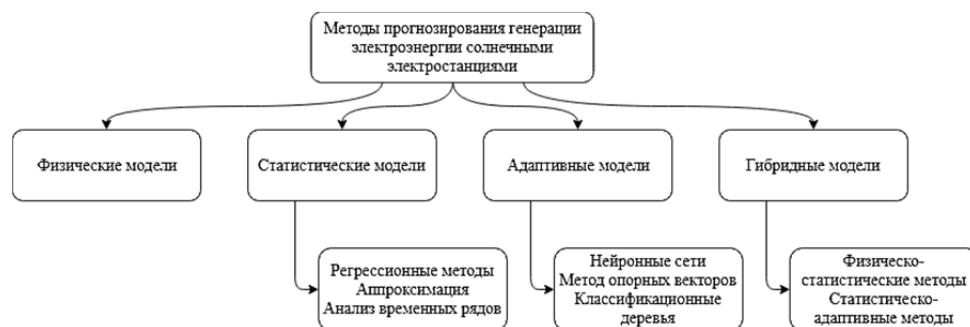 Методы прогнозирования генерации
электроэнергии солнечными
электростанциями
Физические модели
Статистические модели
Адаптивные модели
Гибридные модели
Регрессионные методы
Аппроксимация
Анализ временных рядов
Нейронные сети
Метод опорных векторов
Классификационные
деревья
Физическо-
статистические методы
Статистическо-
адаптивные методы